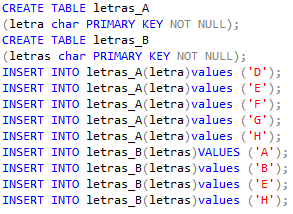 CREATE TABLE letras_A
(letra char PRIMARY KEY NOT NULL);
CREATE TABLE letras_B
(letras char PRIMARY KEY NOT NULL);
INSERT INTO letras_A(letra)values ('D');
INSERT INTO letras_A(letra)values ('E');
INSERT INTO letras_A(letra)values ('F');
INSERT INTO letras_A(letra)values ('G');
INSERT INTO letras_A(letra)values ('H');
INSERT INTO letras_B(letras)VALUES ('A');
INSERT INTO letras_B(letras)values ('B');
INSERT INTO letras_B(letras)values ('E');
INSERT INTO letras_B(letras)values ('H');